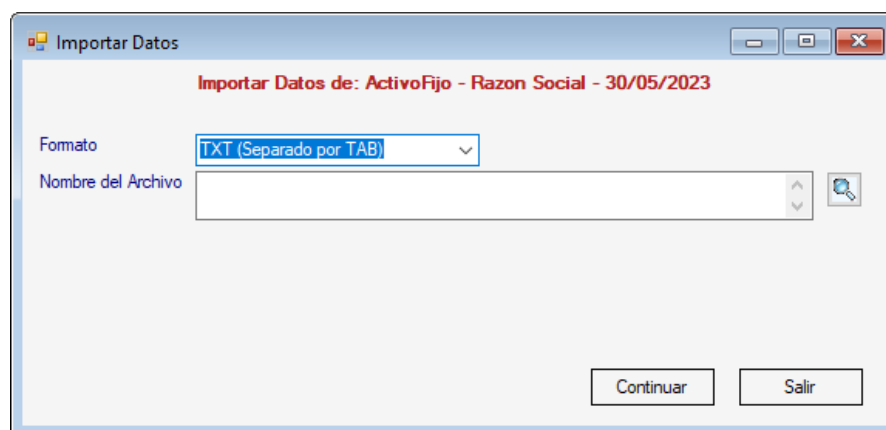 Importar Datos
Importar Datos de: ActivoFijo - Razon Social - 30/05/2023
Formato
TXT (Separado por TAB)
Nombre del Archivo
Continuar
Salir